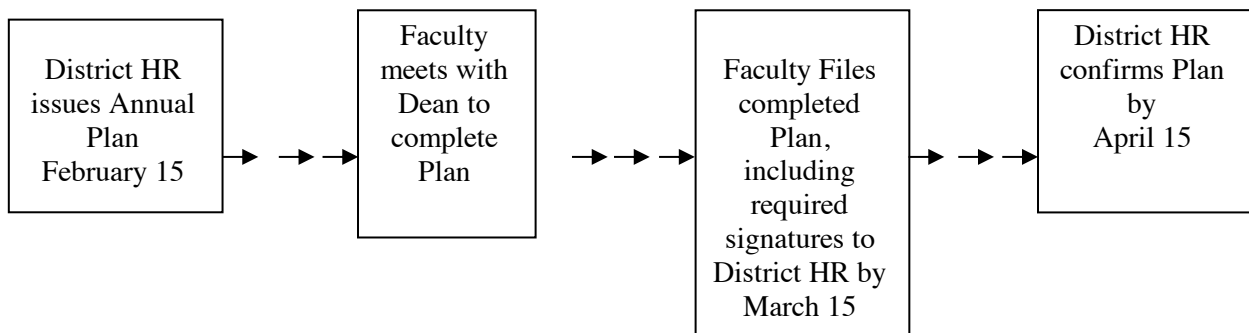 District HR
issues Annual
Plan
February 15
Faculty
meets with
Dean to
complete
Plan
Faculty Files
completed
Plan,
including
required
signatures to
District HR by
March 15
District HR
confirms Plan
by
April 15